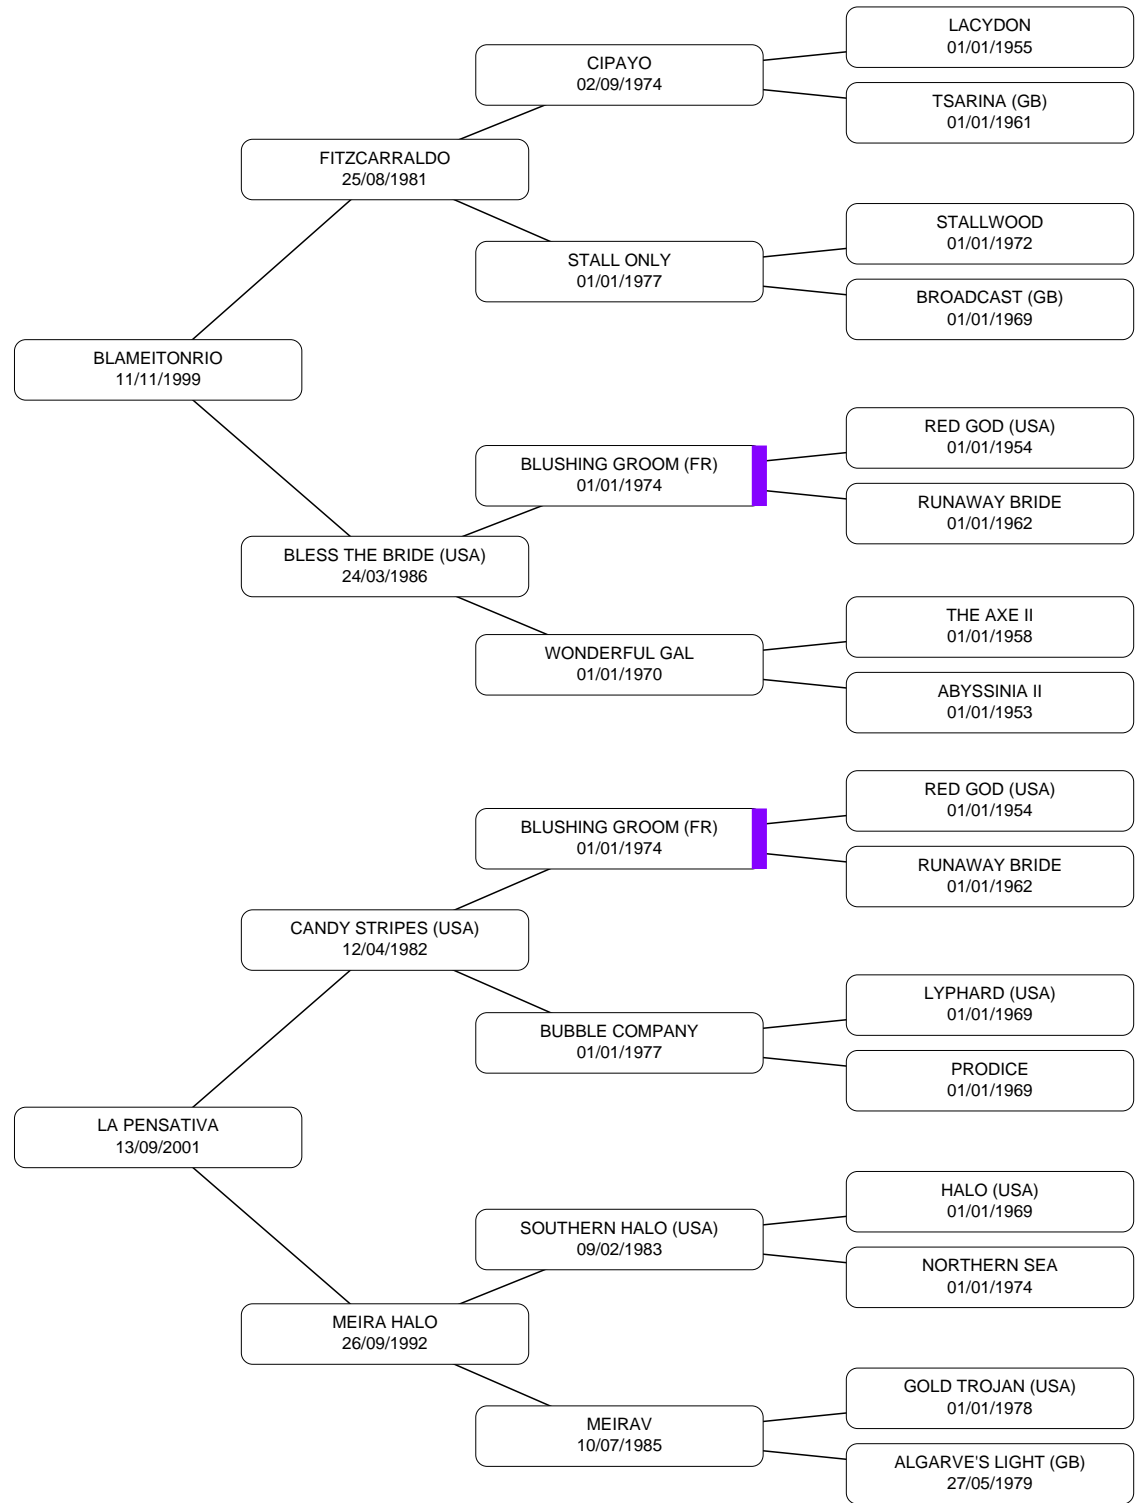 LACYDON
01/01/1955
CIPAYO
02/09/1974
TSARINA (GB)
01/01/1961
FITZCARRALDO
25/08/1981
STALLWOOD
01/01/1972
STALL ONLY
01/01/1977
BROADCAST (GB)
01/01/1969
BLAMEITONRIO
11/11/1999
RED GOD (USA)
01/01/1954
BLUSHING GROOM (FR)
01/01/1974
RUNAWAY BRIDE
01/01/1962
BLESS THE BRIDE (USA)
24/03/1986
THE AXE II
01/01/1958
WONDERFUL GAL
01/01/1970
ABYSSINIA II
01/01/1953
RED GOD (USA)
01/01/1954
BLUSHING GROOM (FR)
01/01/1974
RUNAWAY BRIDE
01/01/1962
CANDY STRIPES (USA)
12/04/1982
LYPHARD (USA)
01/01/1969
BUBBLE COMPANY
01/01/1977
PRODICE
01/01/1969
LA PENSATIVA
13/09/2001
HALO (USA)
01/01/1969
SOUTHERN HALO (USA)
09/02/1983
NORTHERN SEA
01/01/1974
MEIRA HALO
26/09/1992
GOLD TROJAN (USA)
01/01/1978
MEIRAV
10/07/1985
ALGARVE'S LIGHT (GB)
27/05/1979